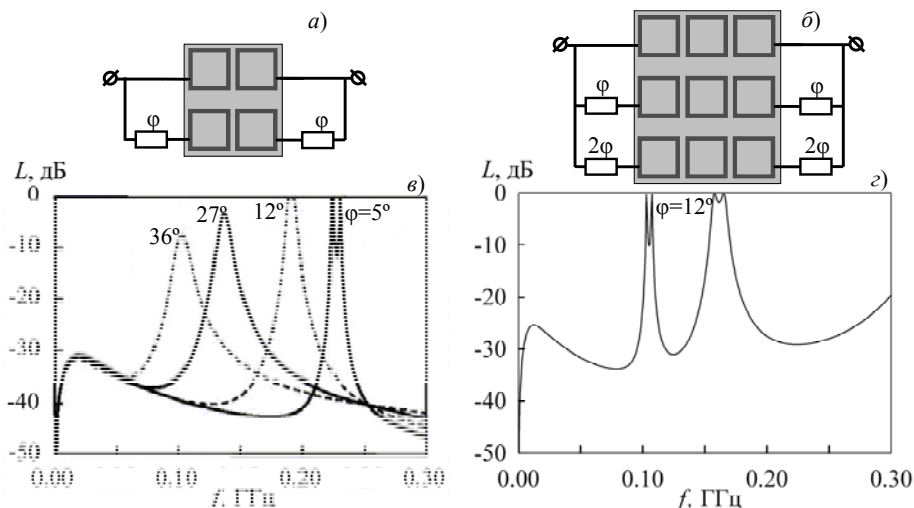 а)
φ φ
б)
φ φ
2φ 2φ
L, дБ
в)
0
-10
-20
-30
-40
-50
36º 27º 12º φ=5º
0.00 0.10 0.20 0.30
f, ГГц
L, дБ
г)
0
-10
-20
-30
-40
-50
φ=12º
0.00 0.10 0.20 0.30
f, ГГц